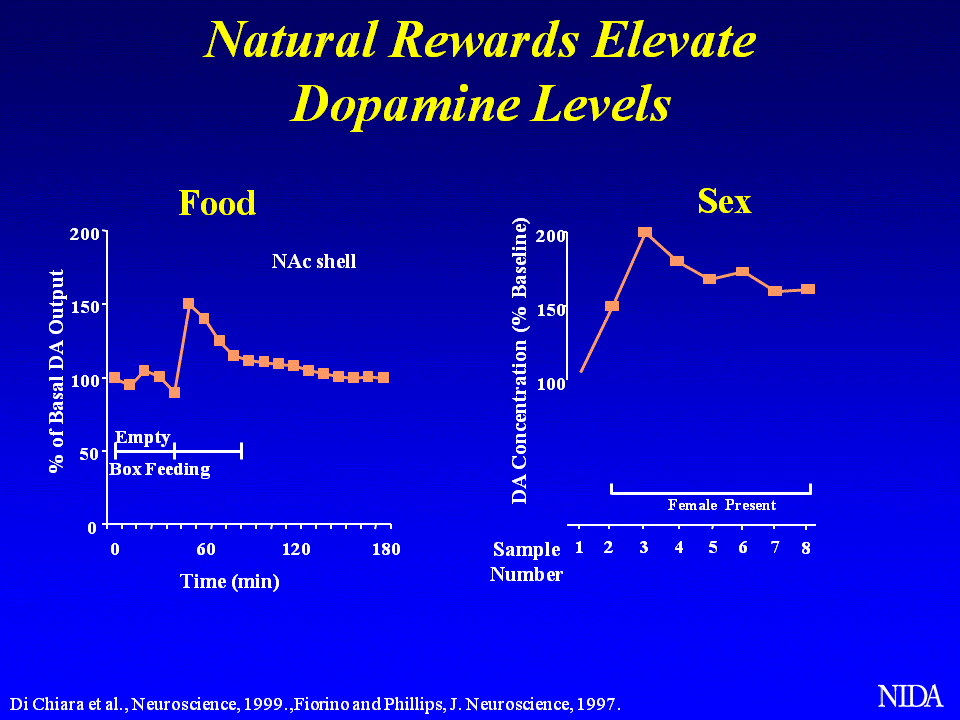 Natural Rewards Elevate
Dopamine Levels
Food
200
NAc shell
150
100
Empty
50
Box Feeding
0
0 60 120 180
Time (min)
% of Basal DA Output
Sex
200
150
100
DA Concentration (% Baseline)
Female Present
Sample
Number
1 2 3 4 5 6 7 8
Di Chiara et al., Neuroscience, 1999.,Fiorino and Phillips, J. Neuroscience, 1997.
NIDA